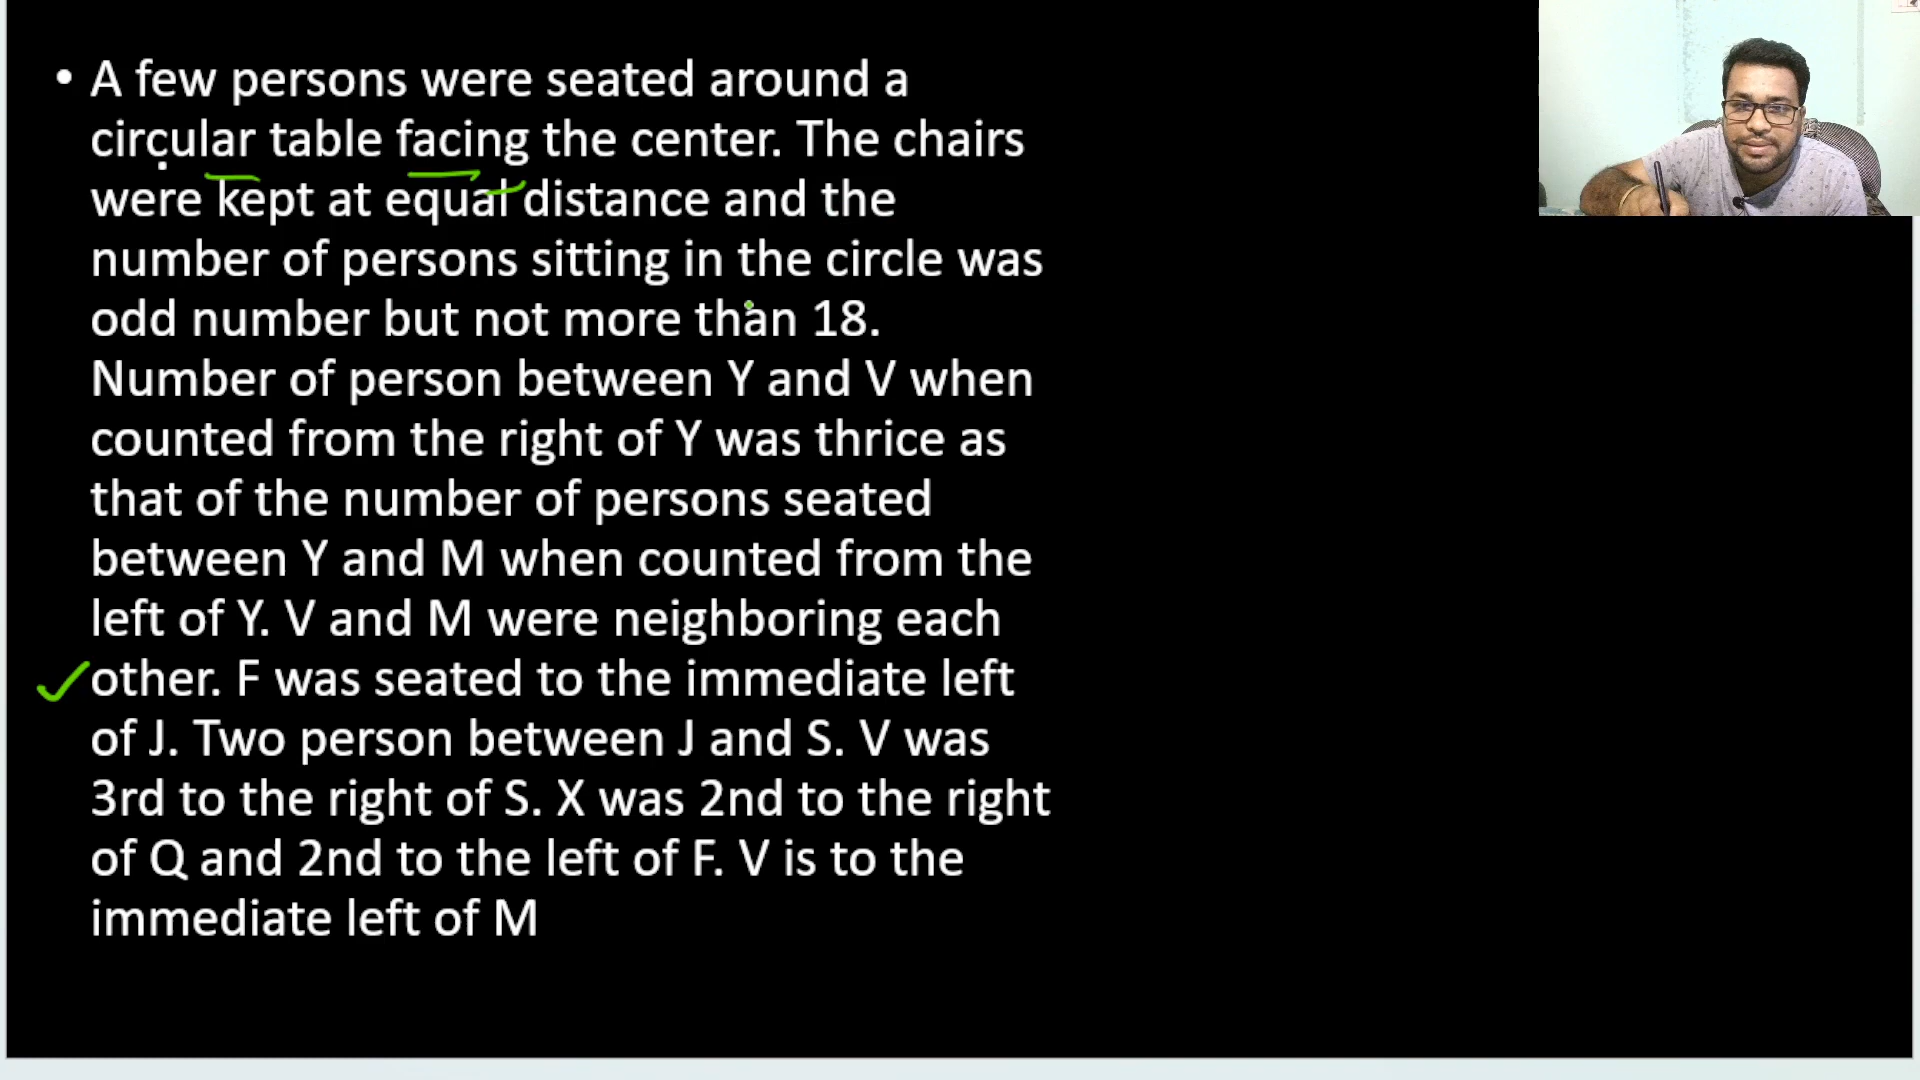 • A few persons were seated around a
circular table facing the center. The chairs
were kept at equal distance and the
number of persons sitting in the circle was
odd number but not more than 18.
Number of person between Y and V when
counted from the right of Y was thrice as
that of the number of persons seated
between Y and M when counted from the
left of Y. V and M were neighboring each
other. F was seated to the immediate left
of J. Two person between J and S. V was
3rd to the right of S. X was 2nd to the right
of Q and 2nd to the left of F. V is to the
immediate left of M